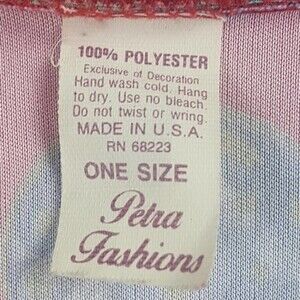 100% POLYESTER
Exclusive of Decoration
Hand wash cold. Hang
to dry. Use no bleach.
Do not twist or wring.
MADE IN U.S.A.
RN 68223
ONE SIZE
Petra
Fashions